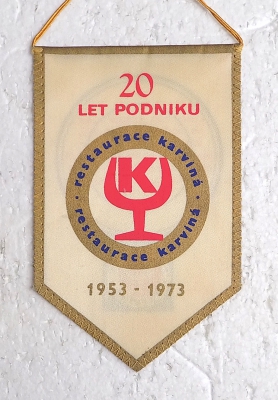 20
LET PODNIKU
restaurace karviná
K
restaurace karviná
1953 - 1973